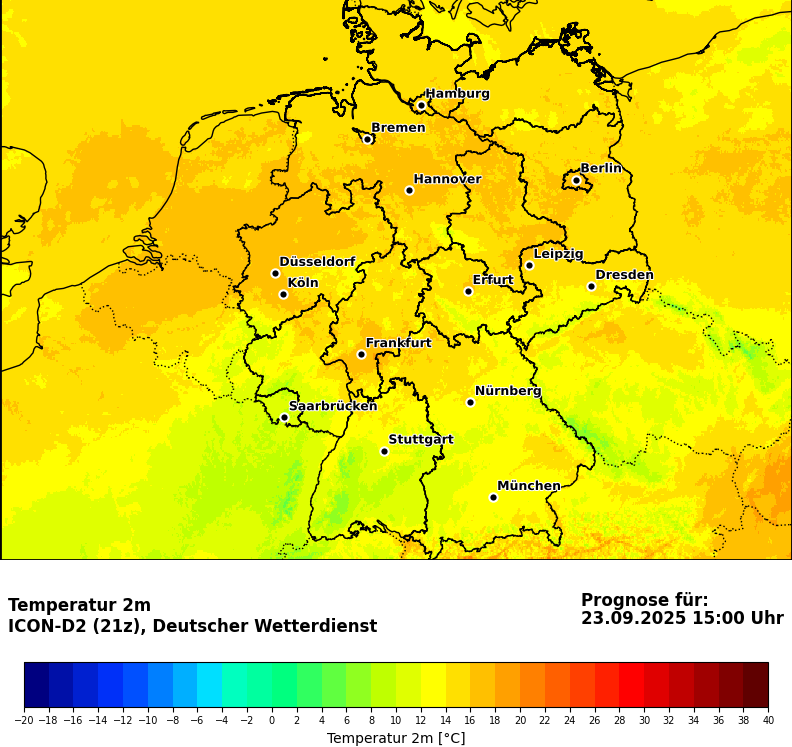 Hamburg
Bremen
Berlin
Hannover
Leipzig
Düsseldorf
Dresden
Köln
Erfurt
Frankfurt
Nürnberg
Saarbrücken
Stuttgart
München
Temperatur 2m
ICON-D2 (21z), Deutscher Wetterdienst
Prognose für:
23.09.2025 15:00 Uhr
−20 −18 −16 −14 −12 −10 −8 −6 −4 −2 0 2 4 6 8 10 12 14 16 18 20 22 24 26 28 30 32 34 36 38 40
Temperatur 2m [°C]